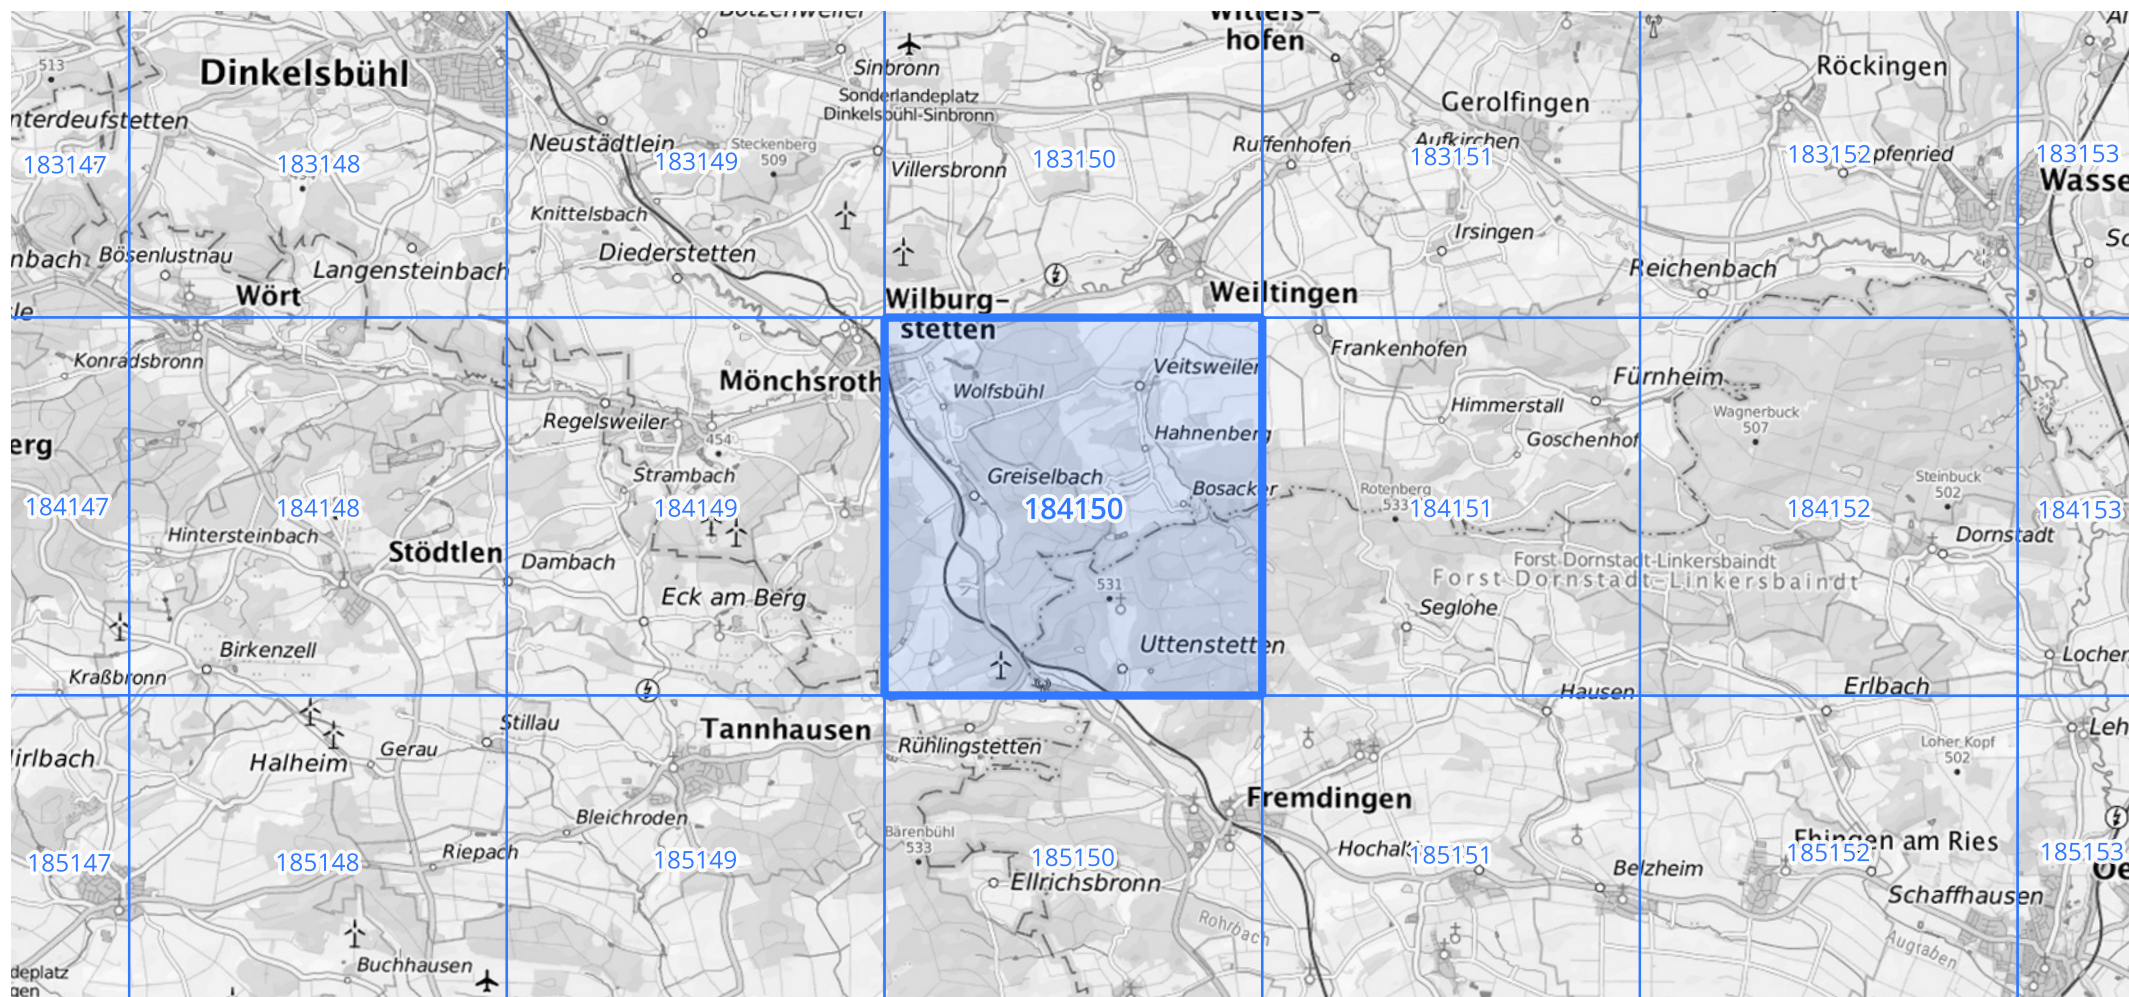 Dinkelsbühl
513
nterdeufstetten
183147
183148
nbach
Bösenlustnau
Langensteinbach
Wört
Neustädtlein
Steckenberg
509
183149
Knittelsbach
Diederstetten
Sinbronn
Sonderlandeplatz
Dinkelsbühl-Sinbronn
Villersbronn
183150
hofen
Ruffenhofen
Weiltingen
Wilburg-
stetten
Gerolfingen
Aufkirchen
183151
Irsingen
Röckingen
183152
pfenried
183153
Wasse
Reichenbach
Konradsbronn
erg
184147
184148
Hintersteinbach
Stödtlen
Birkenzell
Kraßbronn
Mönchsroth
Regelsweiler
454
Strambach
184149
Dambach
Eck am Berg
Wolfsbühl
Veitsweiler
Hahnenberg
Greiselbach
Bosacker
184150
531
Uttenstetten
Frankenhofen
Himmerstall
Goschenhof
Rotenberg
533
184151
Forst Dornstadt-Linkersbaindt
Forst Dornstadt-Linkersbaindt
Seglohe
Hausen
Fürnheim
Wagnerbuck
507
Steinbuck
502
184152
184153
Dornstadt
Locher
Erlbach
irlbach
Halheim
Gerau
Stillau
185147
185148
Riepach
Buchhausen
deplatz
gen
Tannhausen
Bleichroden
185149
Rühlingstetten
Bärenbühl
533
185150
Ellrichsbronn
Rohrbach
Fremdingen
185151
Belzheim
Loher Kopf
502
Leh
Ehingen am Ries
185152
185153
Oe
Schaffhausen
Augraben